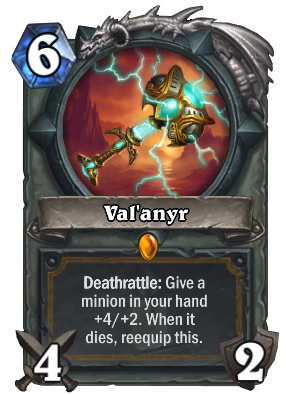 6
Val'anyr
Deathrattle: Give a
minion in your hand
+4/+2. When it
dies, reequip this.
4
2